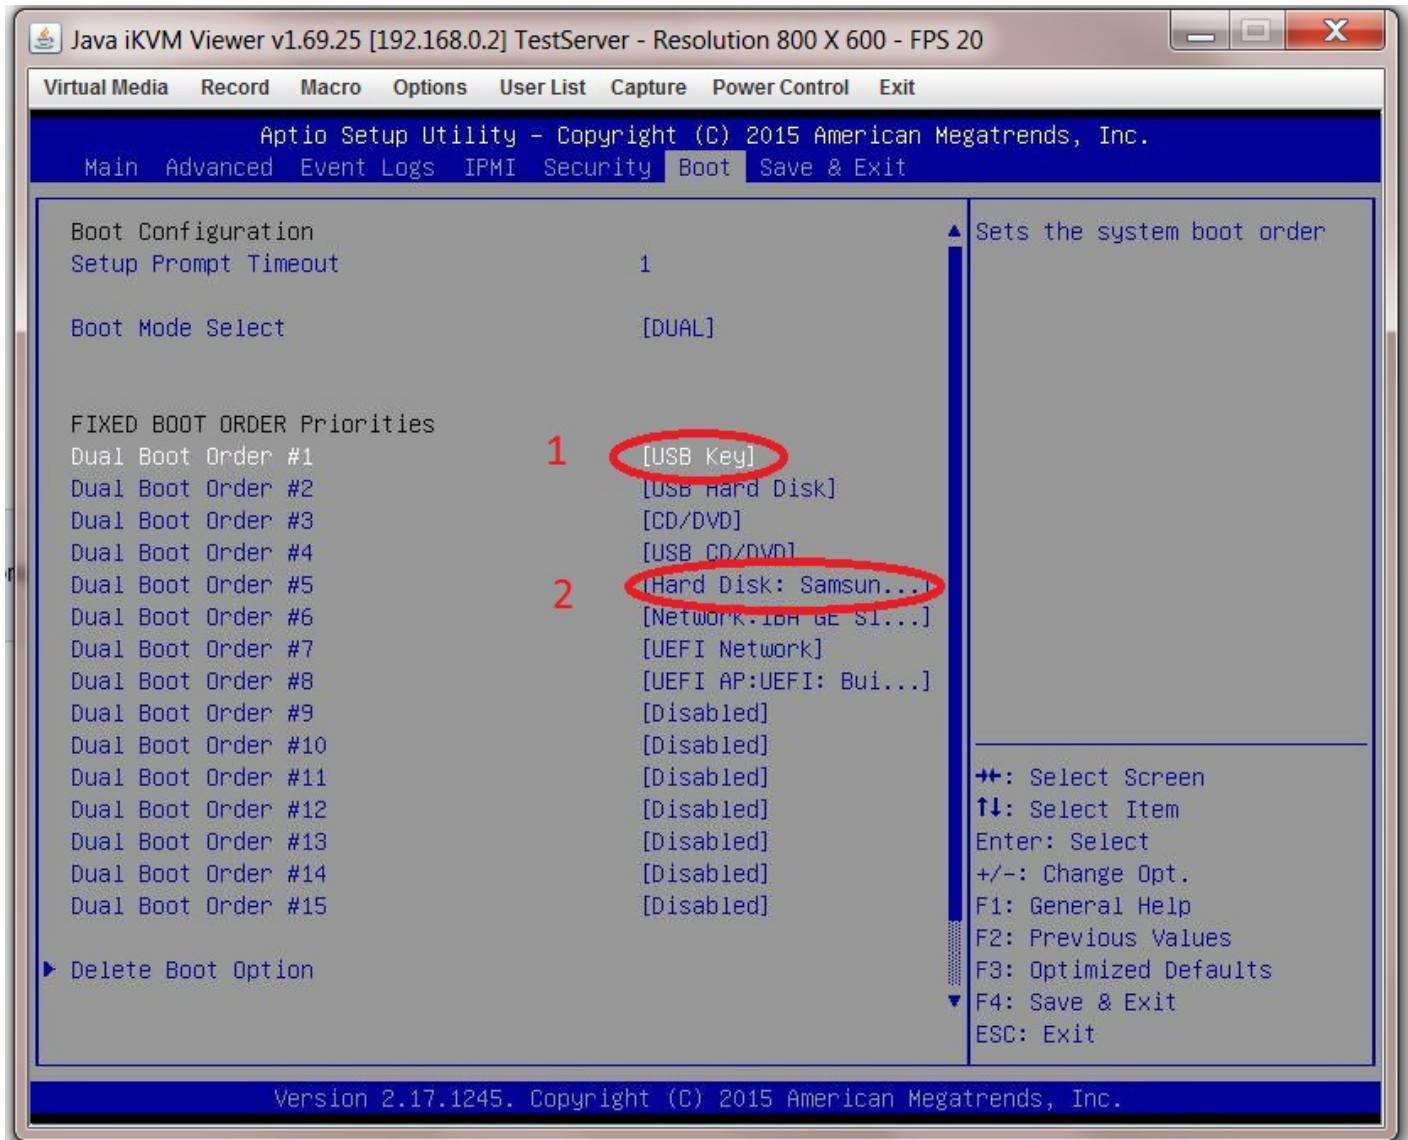 Java iKVM Viewer v1.69.25 [192.168.0.2] TestServer - Resolution 800 X 600 - FPS 20
Virtual Media Record Macro Options User List Capture Power Control Exit
Aptio Setup Utility - Copyright (C) 2015 American Megatrends, Inc.
Main Advanced Event Logs IPMI Security Boot Save & Exit
Boot Configuration
Setup Prompt Timeout 1
Boot Mode Select [DUAL]
FIXED BOOT ORDER Priorities
Dual Boot Order #1 1 [USB Key]
Dual Boot Order #2 [USB Hard Disk]
Dual Boot Order #3 [CD/DVD]
Dual Boot Order #4 [USB CD/DVD]
Dual Boot Order #5 2 [Hard Disk: Samsun...]
Dual Boot Order #6 [Network:IBA GE Sl...]
Dual Boot Order #7 [UEFI Network]
Dual Boot Order #8 [UEFI AP:UEFI: Bui...]
Dual Boot Order #9 [Disabled]
Dual Boot Order #10 [Disabled]
Dual Boot Order #11 [Disabled]
Dual Boot Order #12 [Disabled]
Dual Boot Order #13 [Disabled]
Dual Boot Order #14 [Disabled]
Dual Boot Order #15 [Disabled]
Delete Boot Option
Sets the system boot order
→←: Select Screen
↑↓: Select Item
Enter: Select
+/-: Change Opt.
F1: General Help
F2: Previous Values
F3: Optimized Defaults
F4: Save & Exit
ESC: Exit
Version 2.17.1245. Copyright (C) 2015 American Megatrends, Inc.